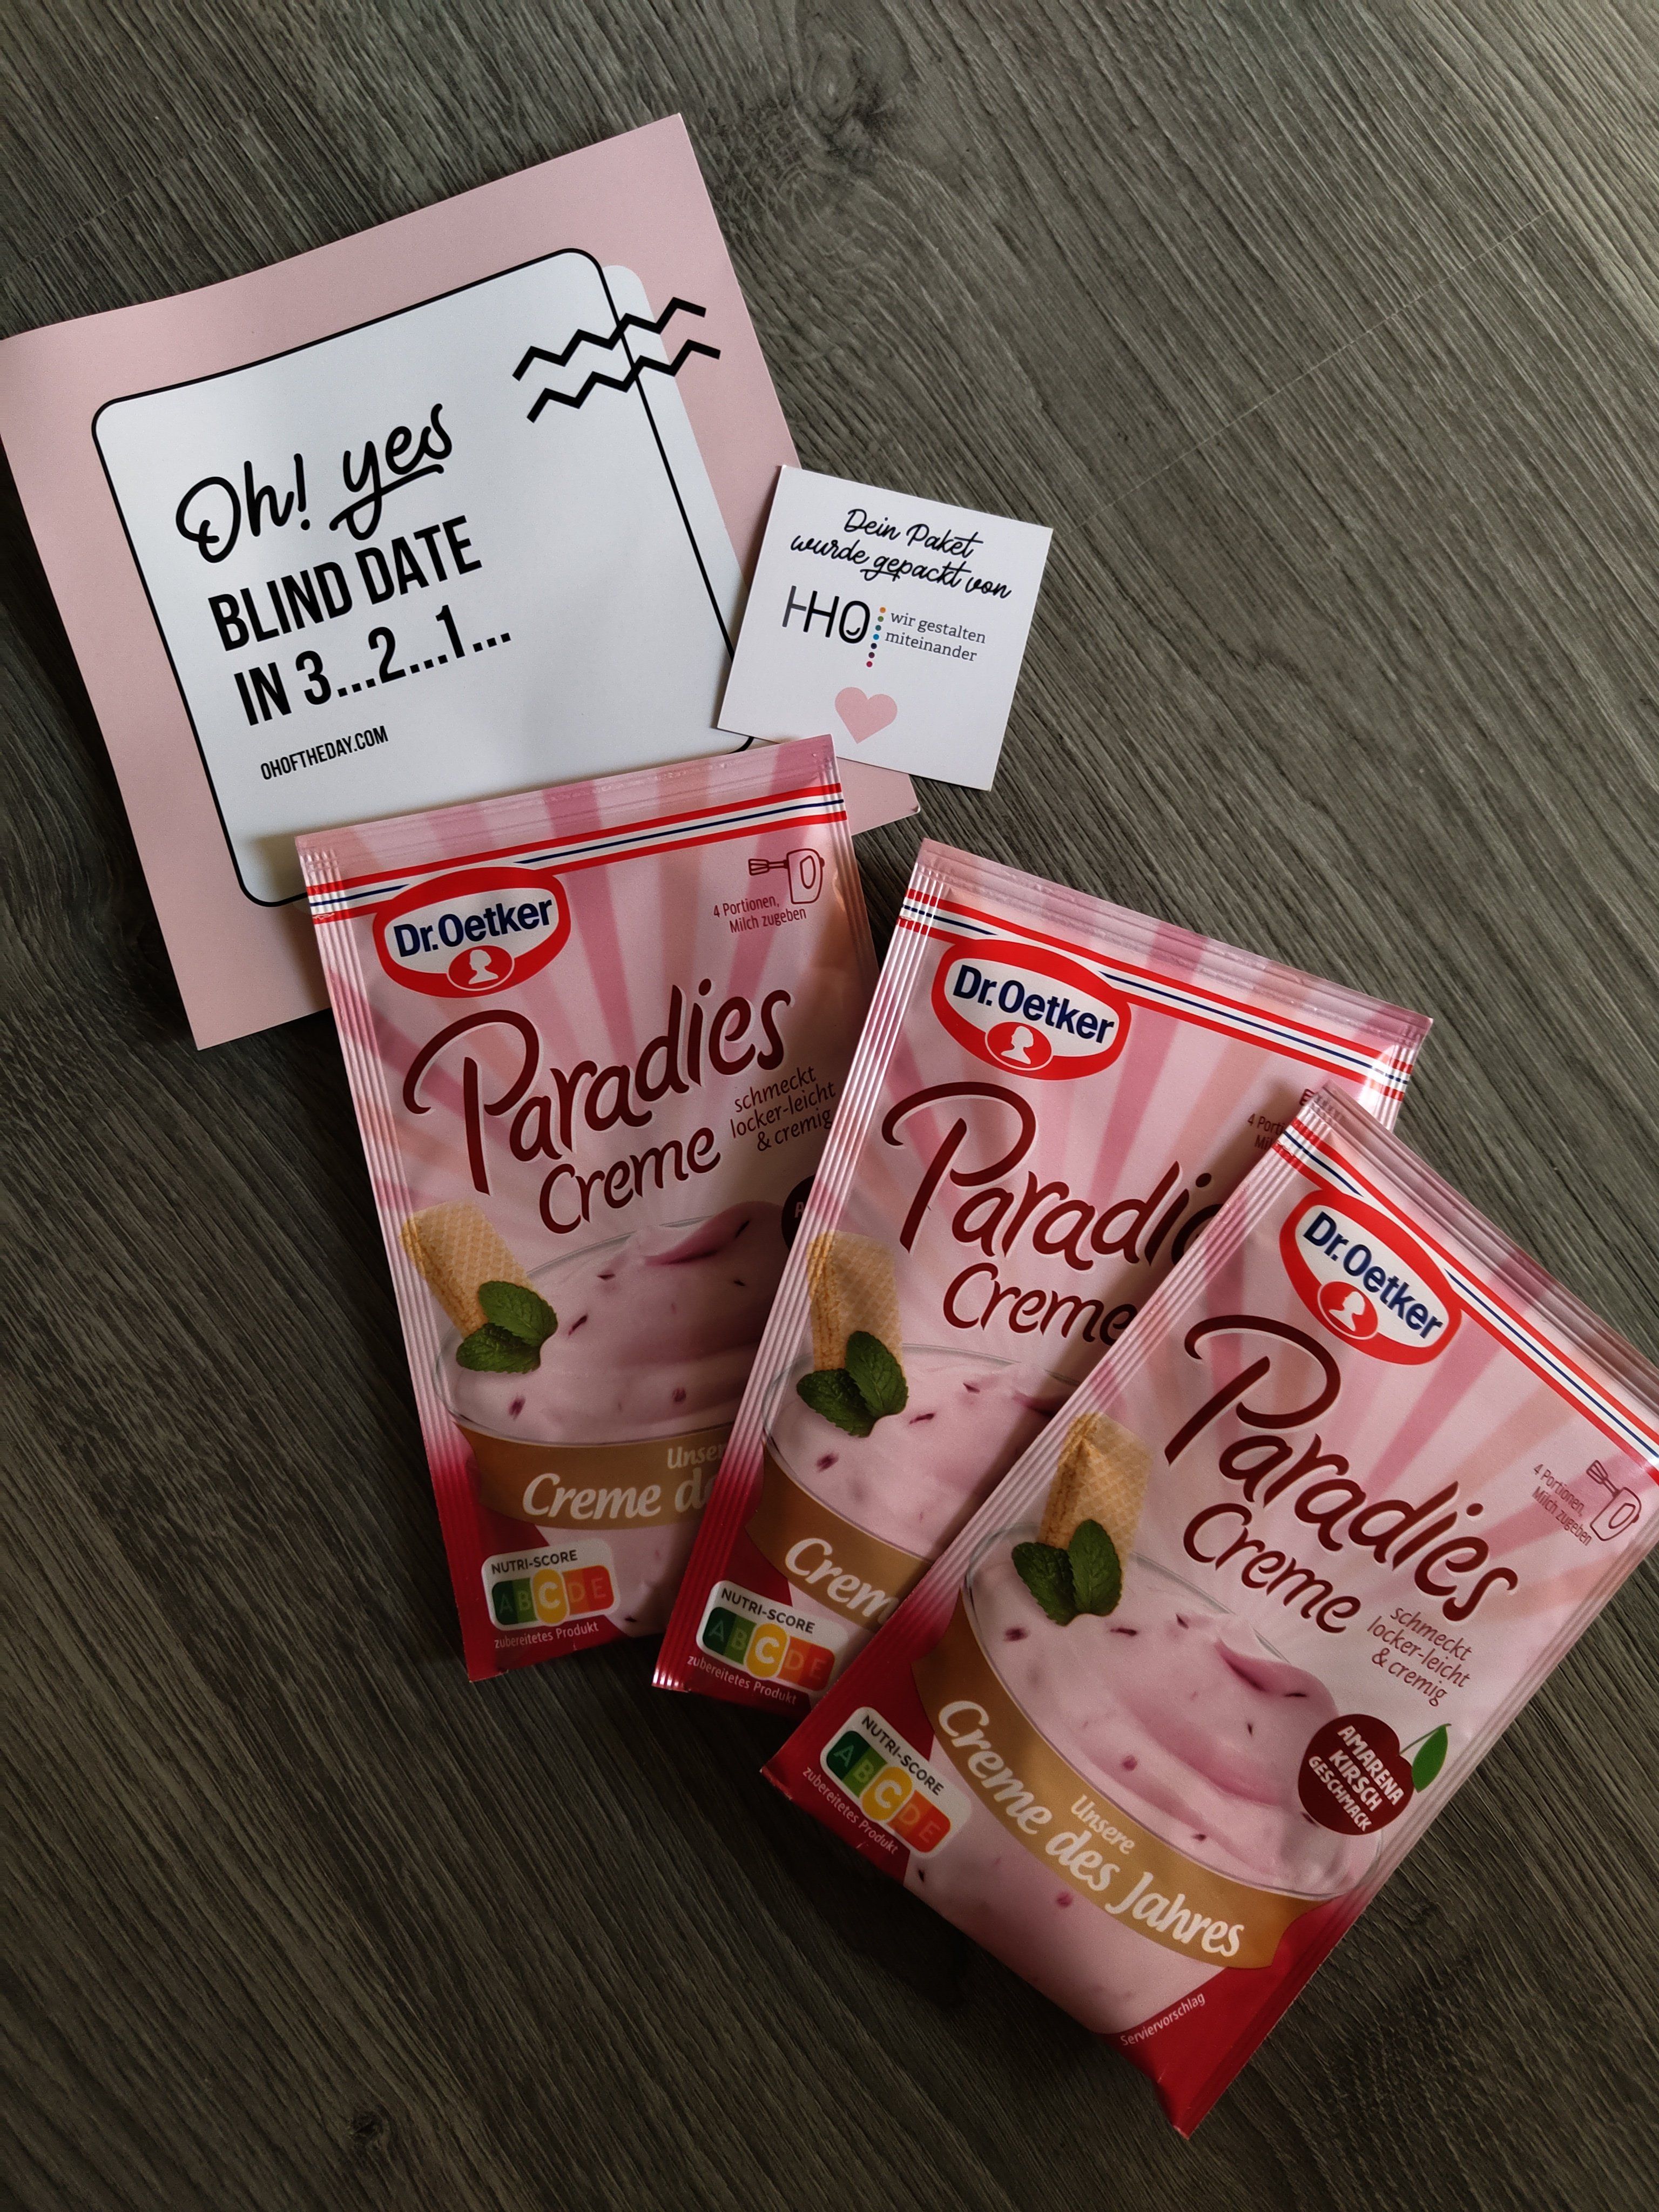 Oh! yes
BLIND DATE
IN 3...2...1...
OHOFTHEDAY.COM
Dein Paket
wurde gepackt von
HHO
wir gestalten
miteinander
Dr.Oetker
4 Portionen,
Milch zugeben
Paradies
Creme
schmeckt
locker-leicht
& cremig
Creme
NUTRI-SCORE
ABCDE
zubereitetes Produkt
Dr.Oetker
Creme
NUTRI-SCORE
ABCDE
zubereitetes Produkt
Dr.Oetker
4 Portionen,
Milch zugeben
Paradies
Creme
schmeckt
locker-leicht
& cremig
AMARENA
KIRSCH
GESCHMACK
Unsere
Creme des Jahres
NUTRI-SCORE
ABCDE
zubereitetes Produkt
Serviervorschlag